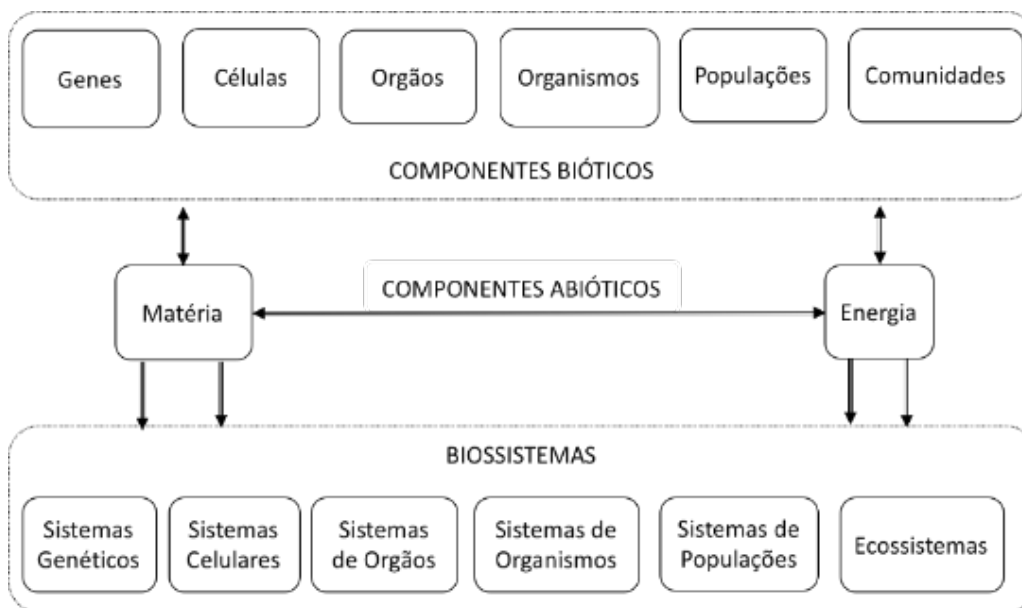 Genes
Células
Orgãos
Organismos
Populações
Comunidades
COMPONENTES BIÓTICOS
Matéria
COMPONENTES ABIÓTICOS
Energia
BIOSSISTEMAS
Sistemas
Genéticos
Sistemas
Celulares
Sistemas
de Orgãos
Sistemas de
Organismos
Sistemas de
Populações
Ecossistemas